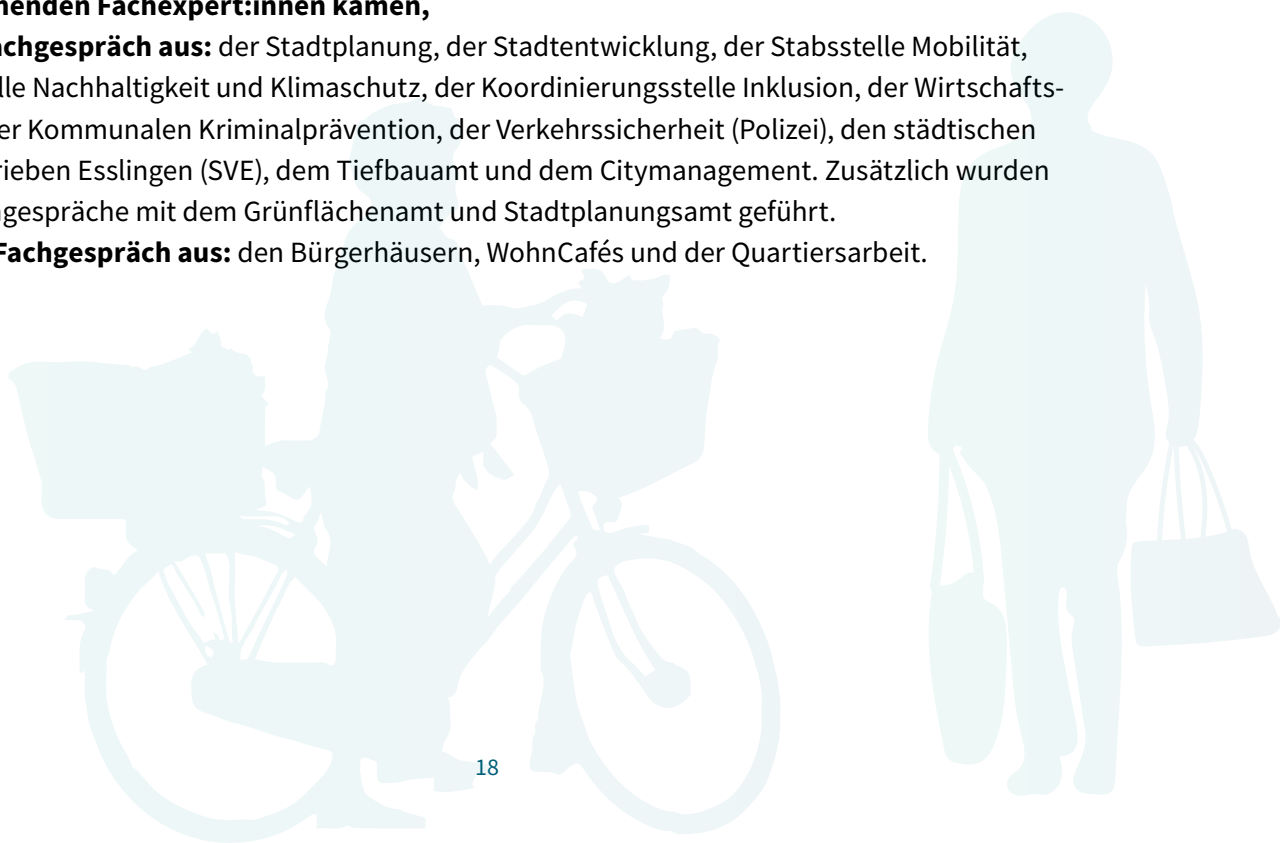 nenden Fachexpert:innen kamen,
achgespräch aus: der Stadtplanung, der Stadtentwicklung, der Stabsstelle Mobilität,
lle Nachhaltigkeit und Klimaschutz, der Koordinierungsstelle Inklusion, der Wirtschafts-
er Kommunalen Kriminalprävention, der Verkehrssicherheit (Polizei), den städtischen
rieben Esslingen (SVE), dem Tiefbauamt und dem Citymanagement. Zusätzlich wurden
gespräche mit dem Grünflächenamt und Stadtplanungsamt geführt.
Fachgespräch aus: den Bürgerhäusern, WohnCafés und der Quartiersarbeit.
18